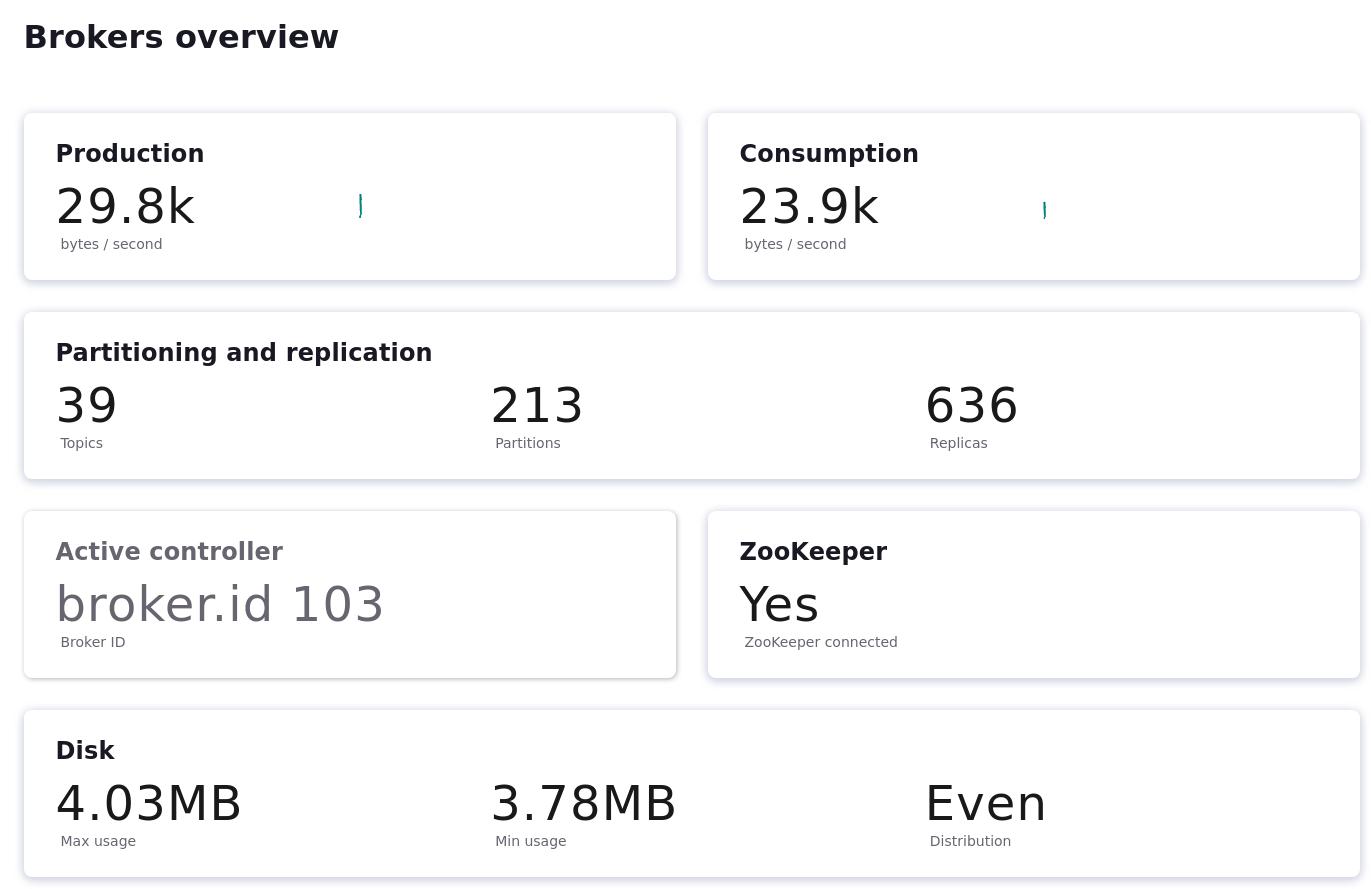 Brokers overview
Production
29.8k
bytes / second
Consumption
23.9k
bytes / second
Partitioning and replication
39
Topics
213
Partitions
636
Replicas
Active controller
broker.id 103
Broker ID
ZooKeeper
Yes
ZooKeeper connected
Disk
4.03MB
Max usage
3.78MB
Min usage
Even
Distribution